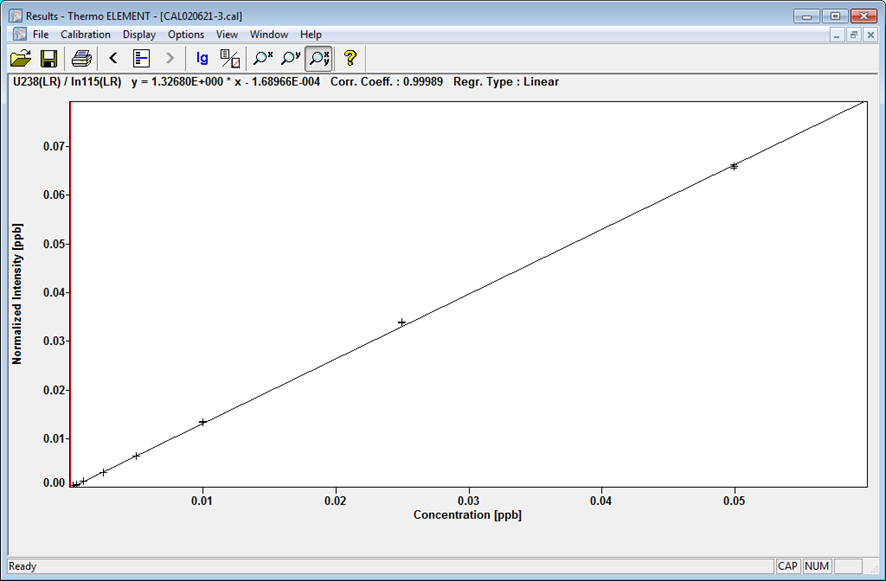 Results - Thermo ELEMENT - [CAL020621-3.cal]
File Calibration Display Options View Window Help
lg x y x y ?
U238(LR) / In115(LR) y = 1.32680E+000 * x - 1.68966E-004 Corr. Coeff. : 0.99989 Regr. Type : Linear
Normalized Intensity [ppb]
0.07
0.06
0.05
0.04
0.03
0.02
0.01
0.00
0.01 0.02 0.03 0.04 0.05
Concentration [ppb]
Ready CAP NUM